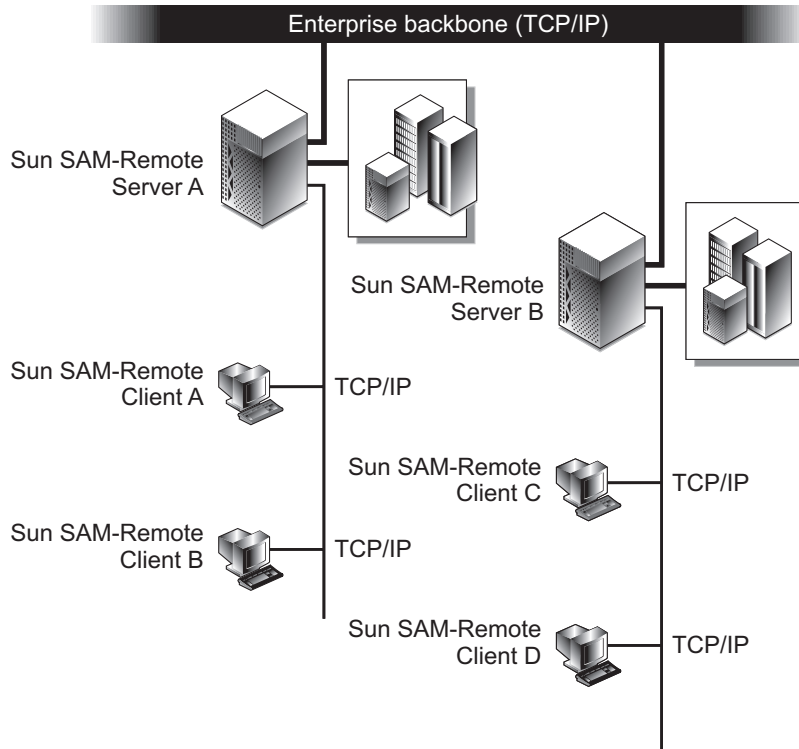 Enterprise backbone (TCP/IP)
Sun SAM-Remote
Server A
Sun SAM-Remote
Server B
Sun SAM-Remote
Client A
TCP/IP
Sun SAM-Remote
Client C
TCP/IP
Sun SAM-Remote
Client B
TCP/IP
Sun SAM-Remote
Client D
TCP/IP